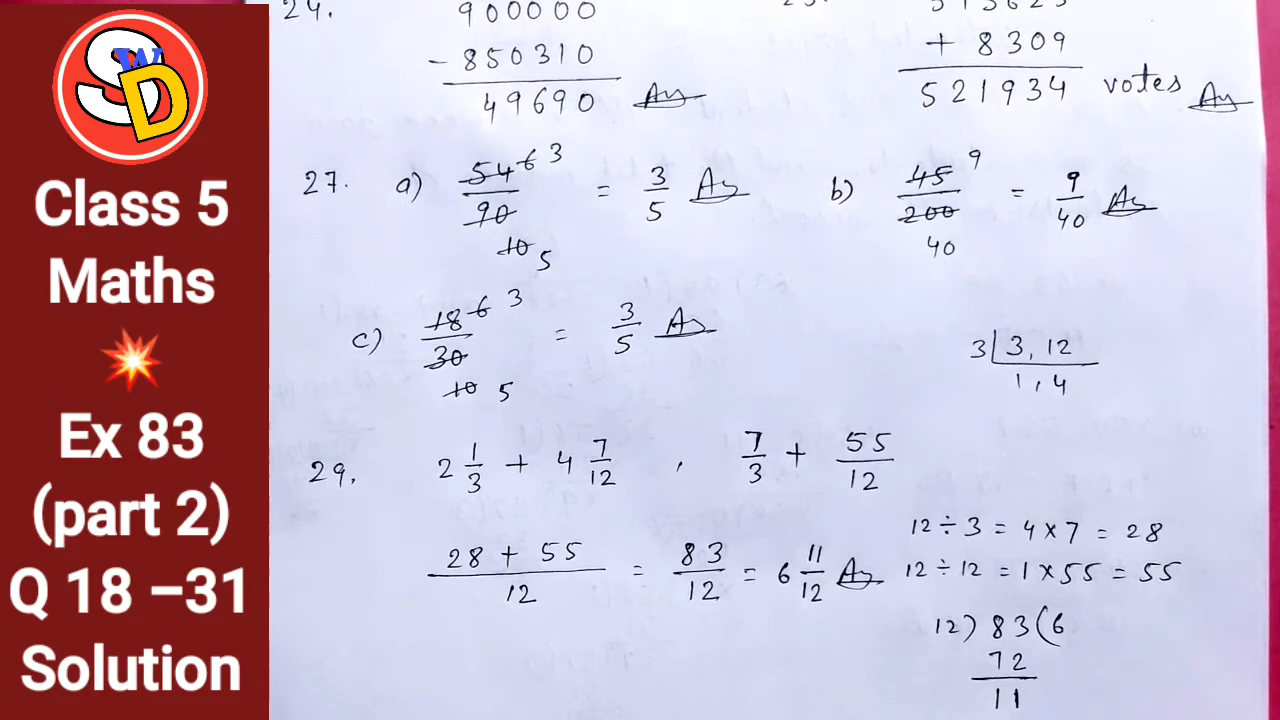 SWD
Class 5
Maths
Ex 83
(part 2)
Q 18 –31
Solution
24.
900000
- 850310
49690 Ans
+ 8309
521934 votes Ans
27. a) 54/90 6 3 10 5 = 3/5 Ans
b) 45/200 9 40 = 9/40 Ans
c) 18/30 6 3 10 5 = 3/5 Ans
3 | 3, 12
1, 4
29. 2 1/3 + 4 7/12 , 7/3 + 55/12
28 + 55 / 12 = 83/12 = 6 11/12 Ans
12 ÷ 3 = 4 × 7 = 28
12 ÷ 12 = 1 × 55 = 55
12) 83 (6
72
11